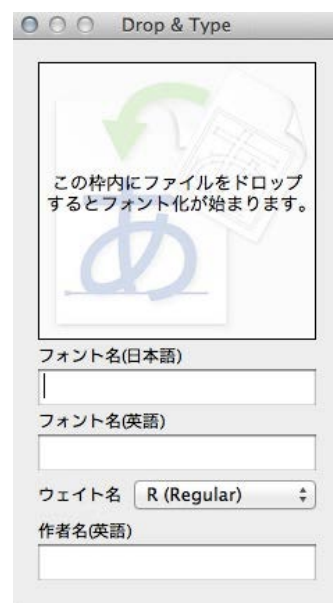 Drop & Type
この枠内にファイルをドロップ
するとフォント化が始まります。
あ
フォント名(日本語)
フォント名(英語)
ウェイト名 R (Regular)
作者名(英語)